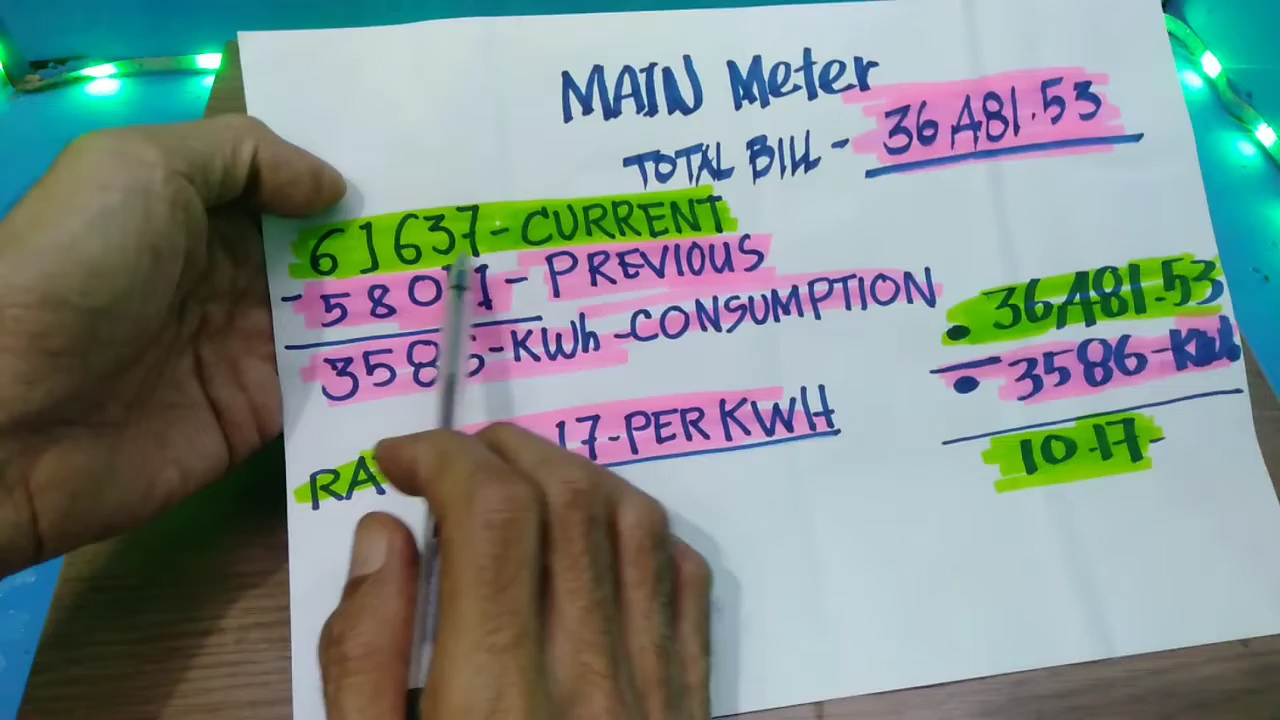 MAIN Meter
TOTAL BILL - 36481.53
61637 - CURRENT
- PREVIOUS
KWh - CONSUMPTION
17 - PER KWH
36481.53
÷ 3586 - KWh
10.17 -